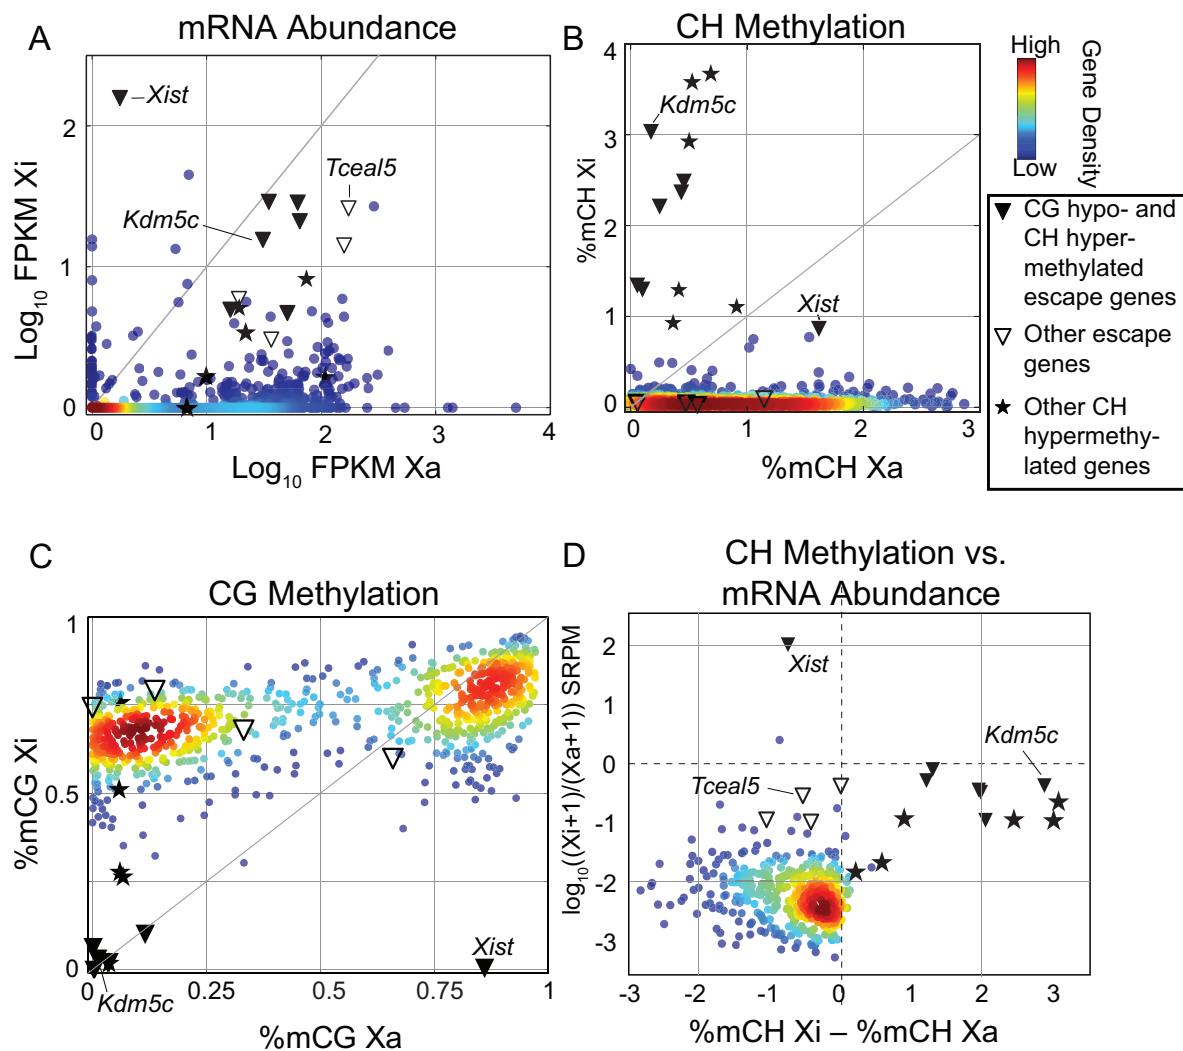 A
mRNA Abundance
Log10 FPKM Xi
2
1
0
0
1
2
3
4
Log10 FPKM Xa
Xist
Tceal5
Kdm5c
B
CH Methylation
%mCH Xi
4
3
2
1
0
0
1
2
3
%mCH Xa
Kdm5c
Xist
High
Low
Gene Density
CG hypo- and
CH hyper-
methylated
escape genes
Other escape
genes
Other CH
hypermethy-
lated genes
C
CG Methylation
%mCG Xi
1
0.5
0
0
0.25
0.5
0.75
1
%mCG Xa
Xist
Kdm5c
D
CH Methylation vs.
mRNA Abundance
log10((Xi+1)/(Xa+1)) SRPM
2
1
0
-1
-2
-3
-3
-2
-1
0
1
2
3
%mCH Xi – %mCH Xa
Xist
Kdm5c
Tceal5